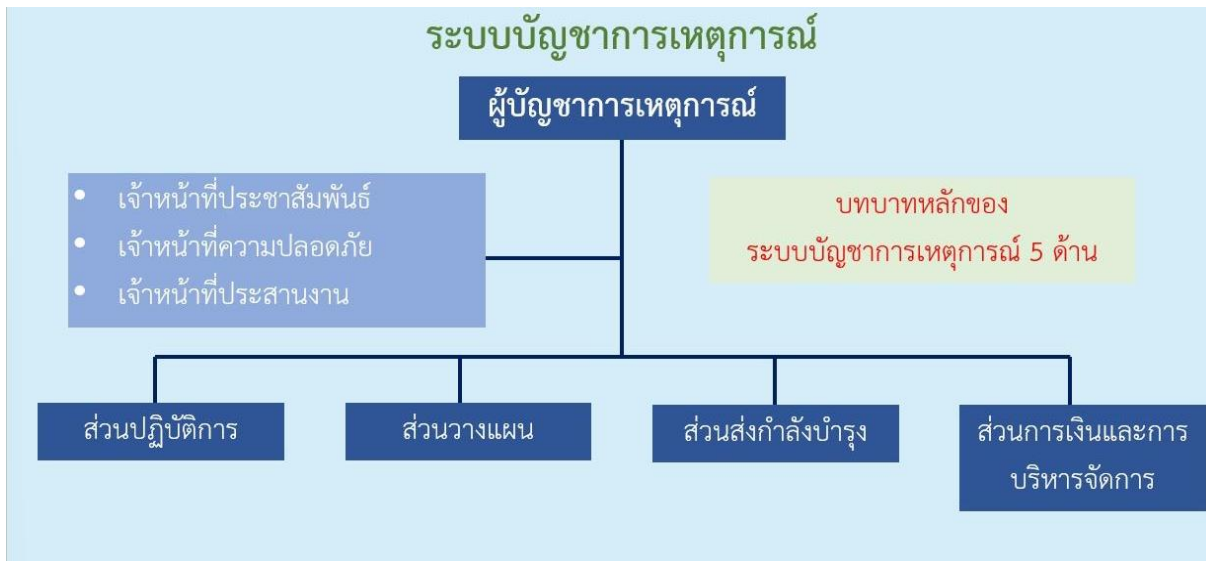 ระบบบัญชาการเหตุการณ์
ผู้บัญชาการเหตุการณ์
• เจ้าหน้าที่ประชาสัมพันธ์
• เจ้าหน้าที่ความปลอดภัย
• เจ้าหน้าที่ประสานงาน
บทบาทหลักของ
ระบบบัญชาการเหตุการณ์ 5 ด้าน
ส่วนปฏิบัติการ
ส่วนวางแผน
ส่วนส่งกำลังบำรุง
ส่วนการเงินและการ
บริหารจัดการ